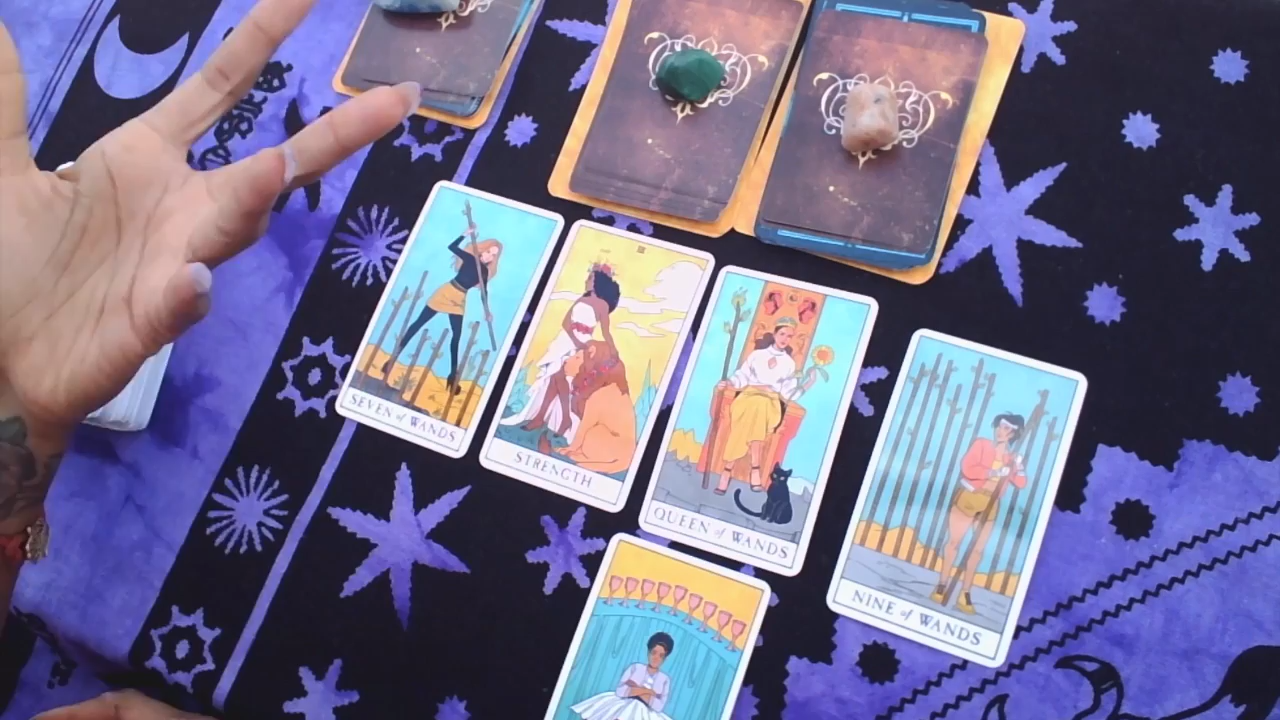 SEVEN of WANDS
STRENGTH
QUEEN of WANDS
NINE of WANDS